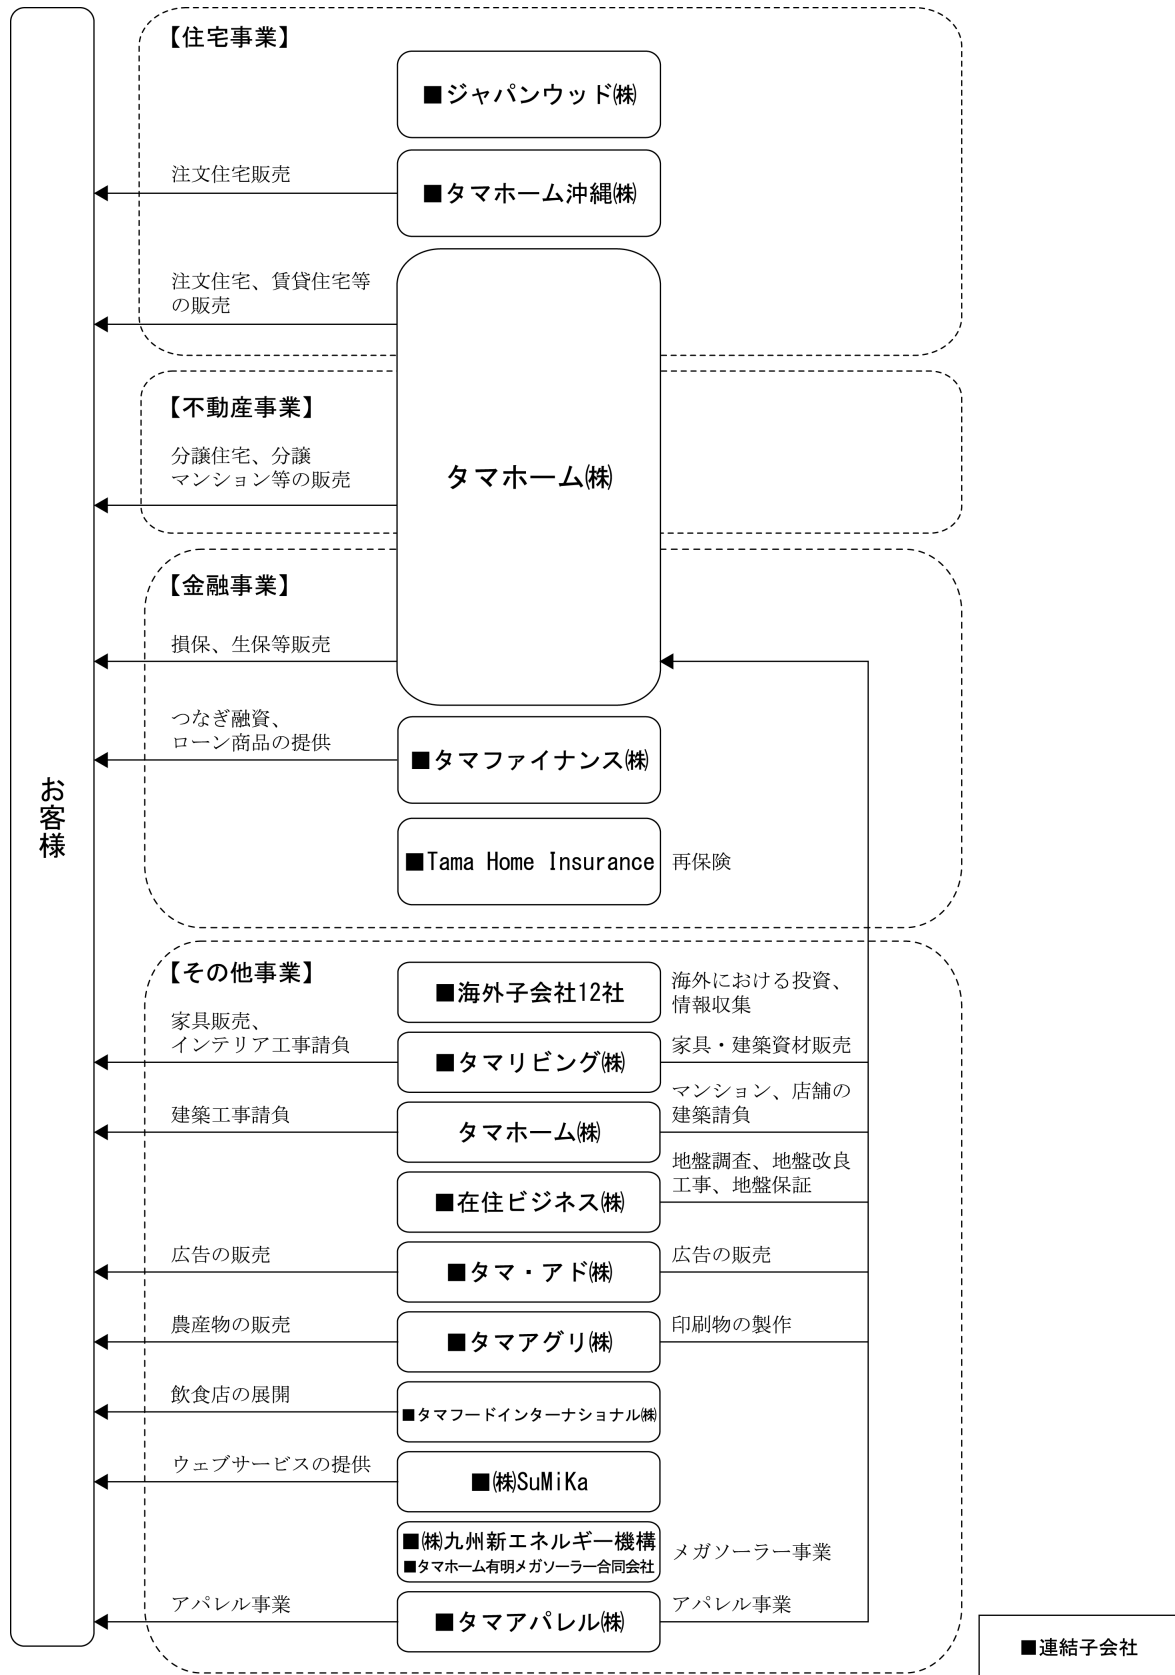 【住宅事業】
■ジャパンウッド㈱
注文住宅販売
■タマホーム沖縄㈱
注文住宅、賃貸住宅等
の販売
【不動産事業】
分譲住宅、分譲
マンション等の販売
タマホーム㈱
【金融事業】
損保、生保等販売
つなぎ融資、
ローン商品の提供
■タマファイナンス㈱
お客様
■Tama Home Insurance
再保険
【その他事業】
■海外子会社12社
海外における投資、
情報収集
家具販売、
インテリア工事請負
■タマリビング㈱
家具・建築資材販売
建築工事請負
タマホーム㈱
マンション、店舗の
建築請負
■在住ビジネス㈱
地盤調査、地盤改良
工事、地盤保証
広告の販売
■タマ・アド㈱
広告の販売
農産物の販売
■タマアグリ㈱
印刷物の製作
飲食店の展開
■タマフードインターナショナル㈱
ウェブサービスの提供
■㈱SuMiKa
■㈱九州新エネルギー機構
■タマホーム有明メガソーラー合同会社
メガソーラー事業
アパレル事業
■タマアパレル㈱
アパレル事業
■連結子会社